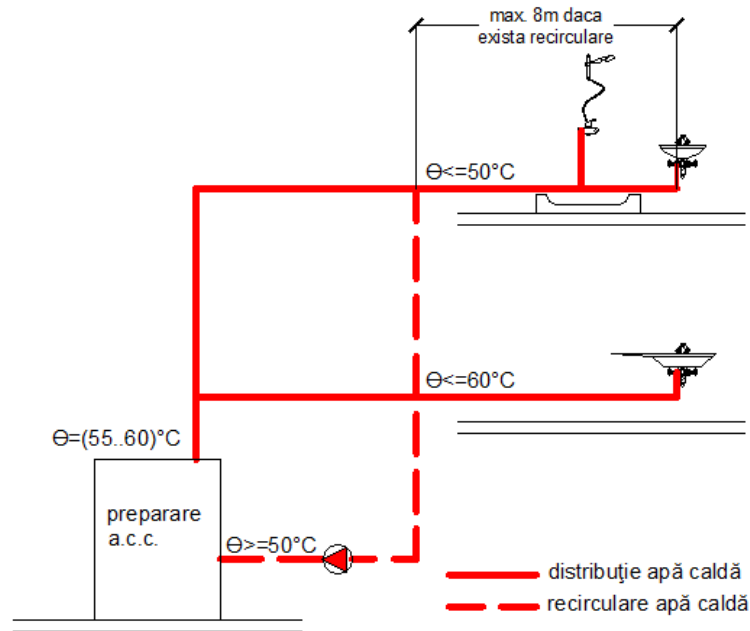 max. 8m daca
exista recirculare
Θ<=50°C
Θ<=60°C
Θ=(55..60)°C
preparare
a.c.c.
Θ>=50°C
distribuţie apă caldă
recirculare apă caldă